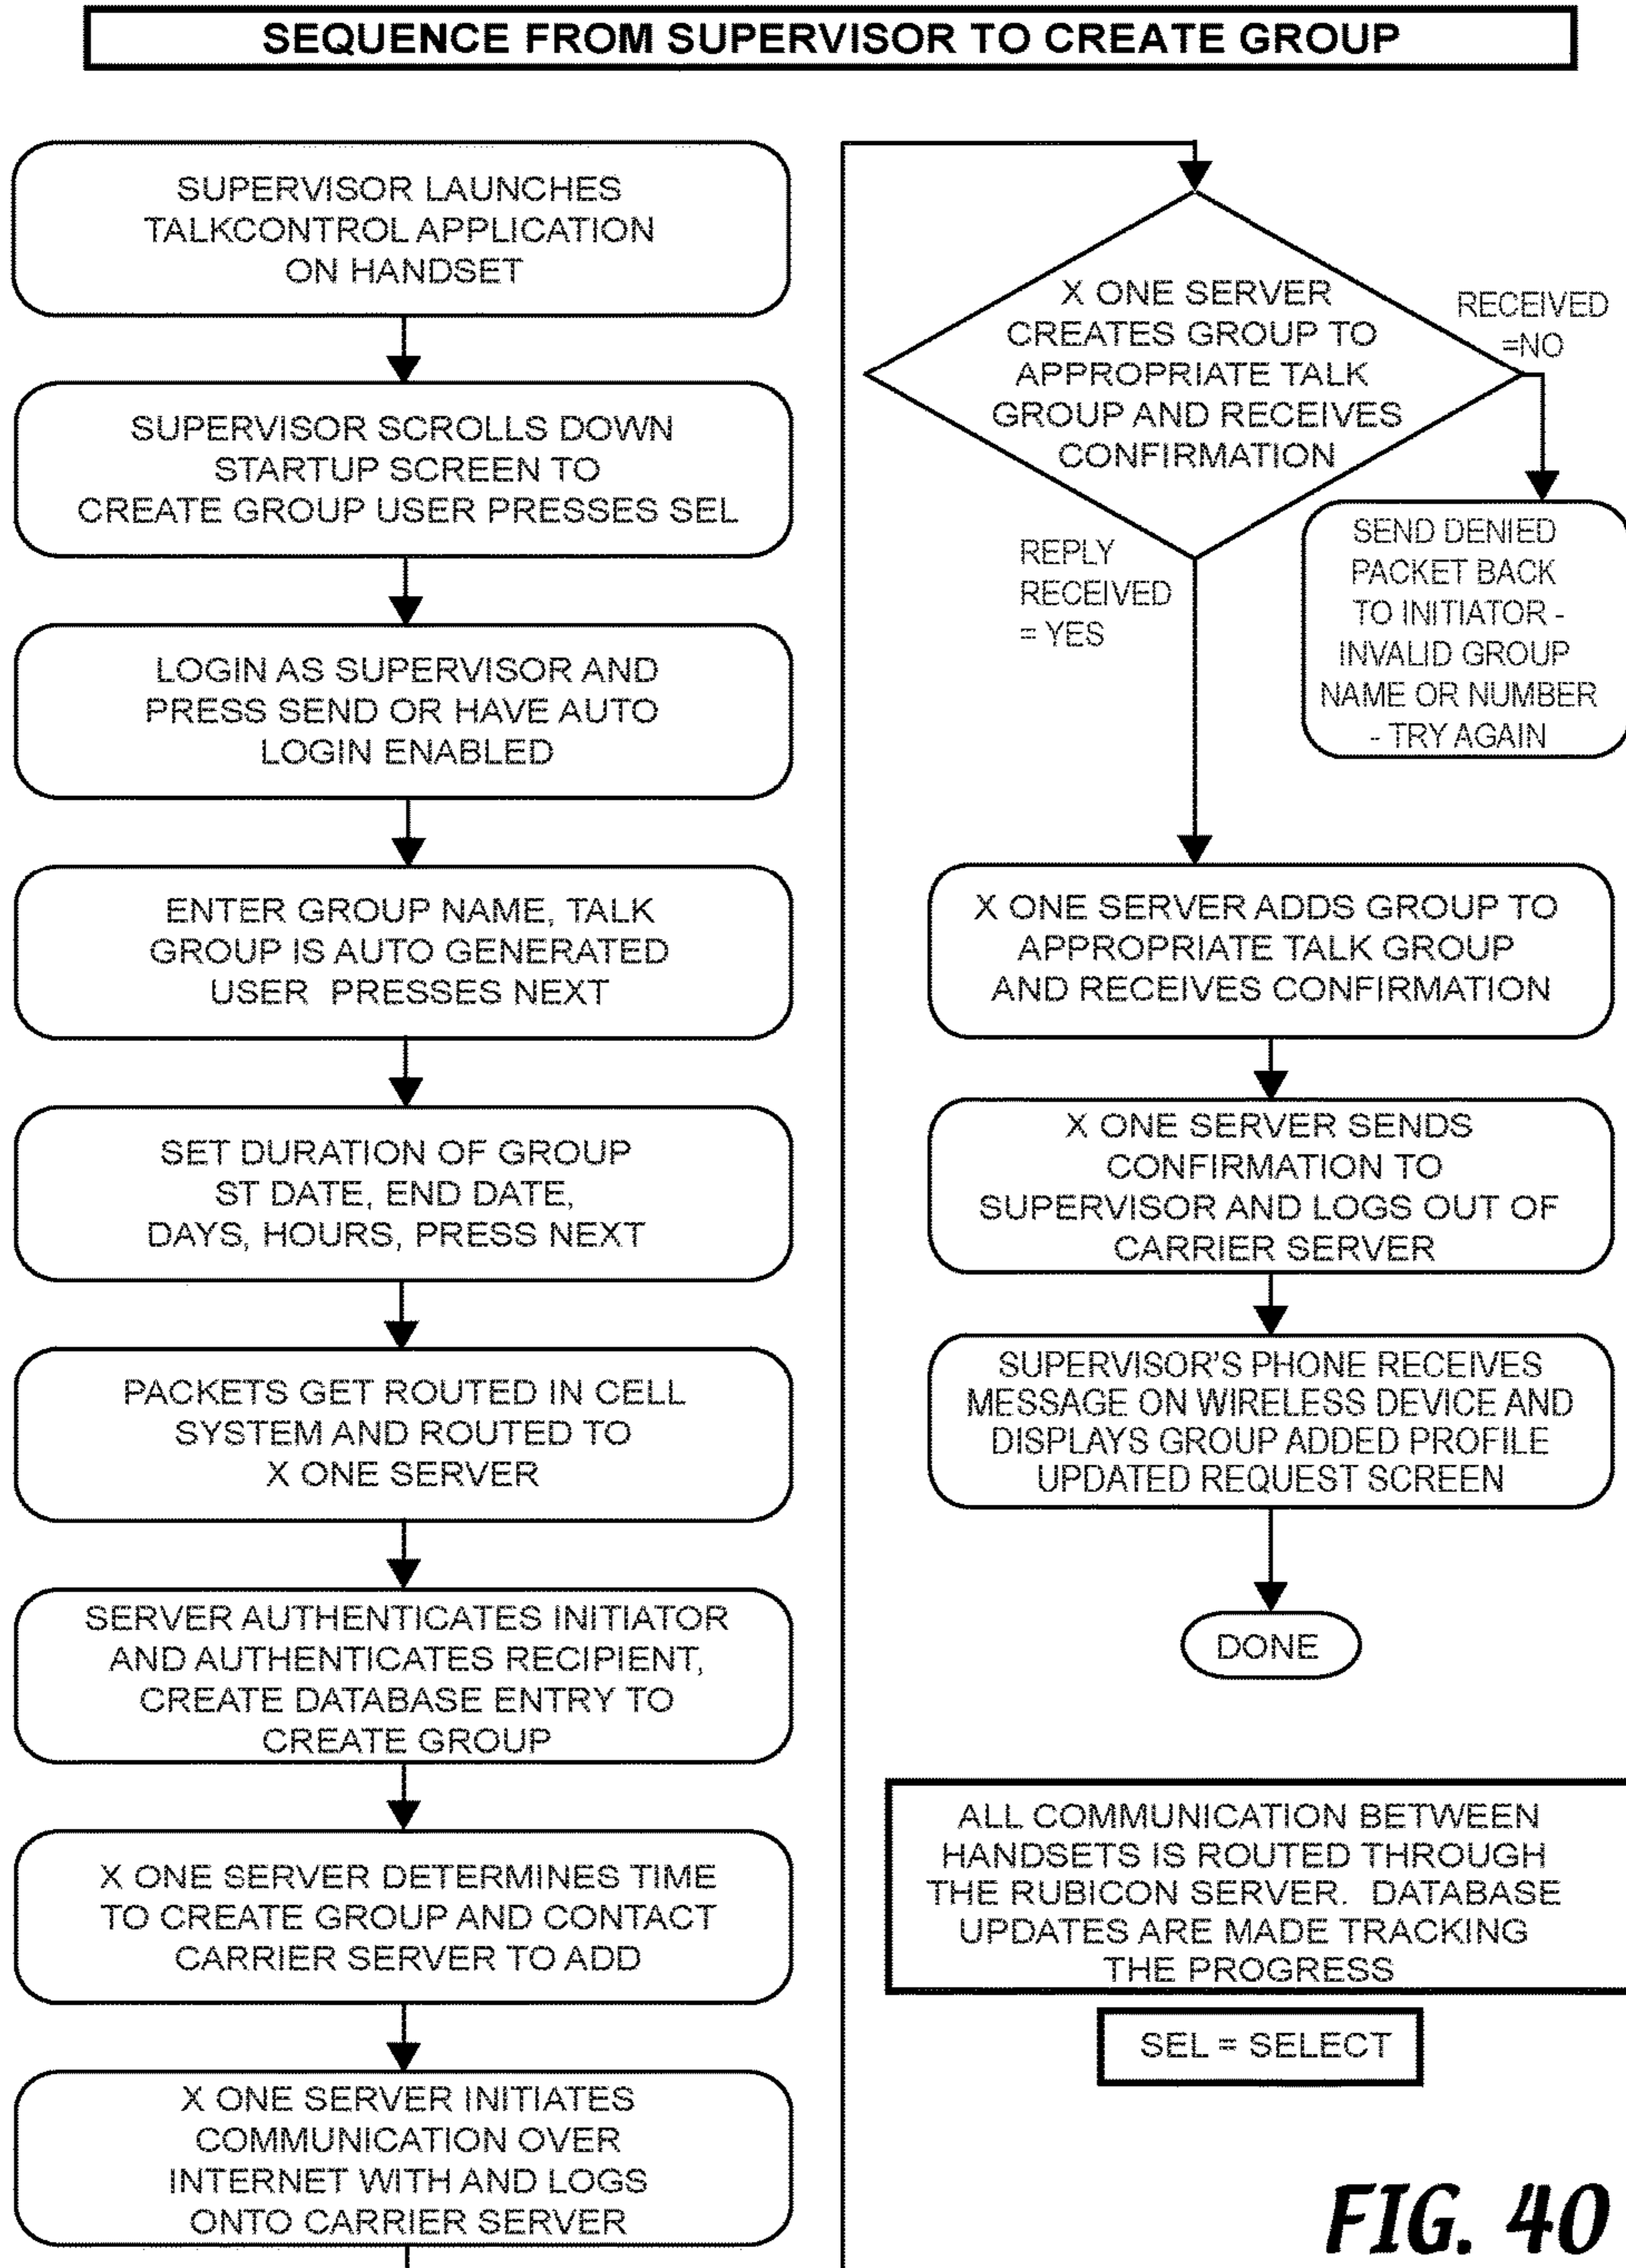 SEQUENCE FROM SUPERVISOR TO CREATE GROUP
SUPERVISOR LAUNCHES
TALKCONTROL APPLICATION
ON HANDSET
SUPERVISOR SCROLLS DOWN
STARTUP SCREEN TO
CREATE GROUP USER PRESSES SEL
LOGIN AS SUPERVISOR AND
PRESS SEND OR HAVE AUTO
LOGIN ENABLED
ENTER GROUP NAME, TALK
GROUP IS AUTO GENERATED
USER PRESSES NEXT
SET DURATION OF GROUP
ST DATE, END DATE,
DAYS, HOURS, PRESS NEXT
PACKETS GET ROUTED IN CELL
SYSTEM AND ROUTED TO
X ONE SERVER
SERVER AUTHENTICATES INITIATOR
AND AUTHENTICATES RECIPIENT,
CREATE DATABASE ENTRY TO
CREATE GROUP
X ONE SERVER DETERMINES TIME
TO CREATE GROUP AND CONTACT
CARRIER SERVER TO ADD
X ONE SERVER INITIATES
COMMUNICATION OVER
INTERNET WITH AND LOGS
ONTO CARRIER SERVER
X ONE SERVER
CREATES GROUP TO
APPROPRIATE TALK
GROUP AND RECEIVES
CONFIRMATION
RECEIVED
=NO
SEND DENIED
PACKET BACK
TO INITIATOR -
INVALID GROUP
NAME OR NUMBER
- TRY AGAIN
REPLY
RECEIVED
= YES
X ONE SERVER ADDS GROUP TO
APPROPRIATE TALK GROUP
AND RECEIVES CONFIRMATION
X ONE SERVER SENDS
CONFIRMATION TO
SUPERVISOR AND LOGS OUT OF
CARRIER SERVER
SUPERVISOR'S PHONE RECEIVES
MESSAGE ON WIRELESS DEVICE AND
DISPLAYS GROUP ADDED PROFILE
UPDATED REQUEST SCREEN
DONE
ALL COMMUNICATION BETWEEN
HANDSETS IS ROUTED THROUGH
THE RUBICON SERVER. DATABASE
UPDATES ARE MADE TRACKING
THE PROGRESS
SEL = SELECT
FIG. 40